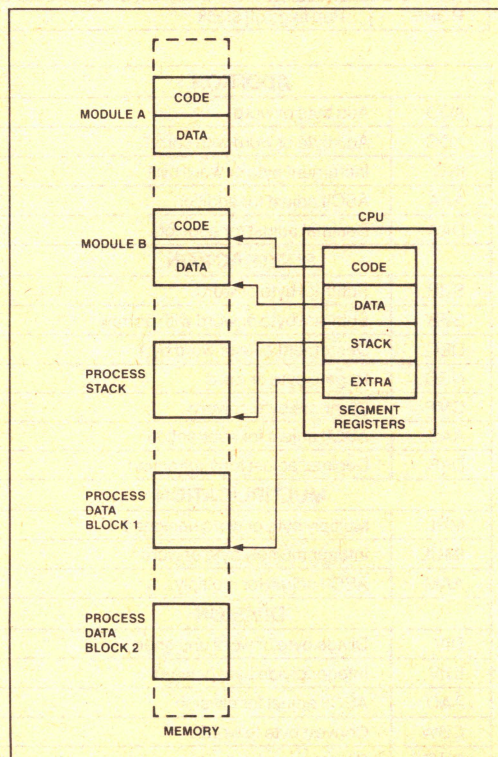 MODULE A
CODE
DATA
MODULE B
CODE
DATA
CPU
CODE
DATA
STACK
EXTRA
SEGMENT
REGISTERS
PROCESS
STACK
PROCESS
DATA
BLOCK 1
PROCESS
DATA
BLOCK 2
MEMORY